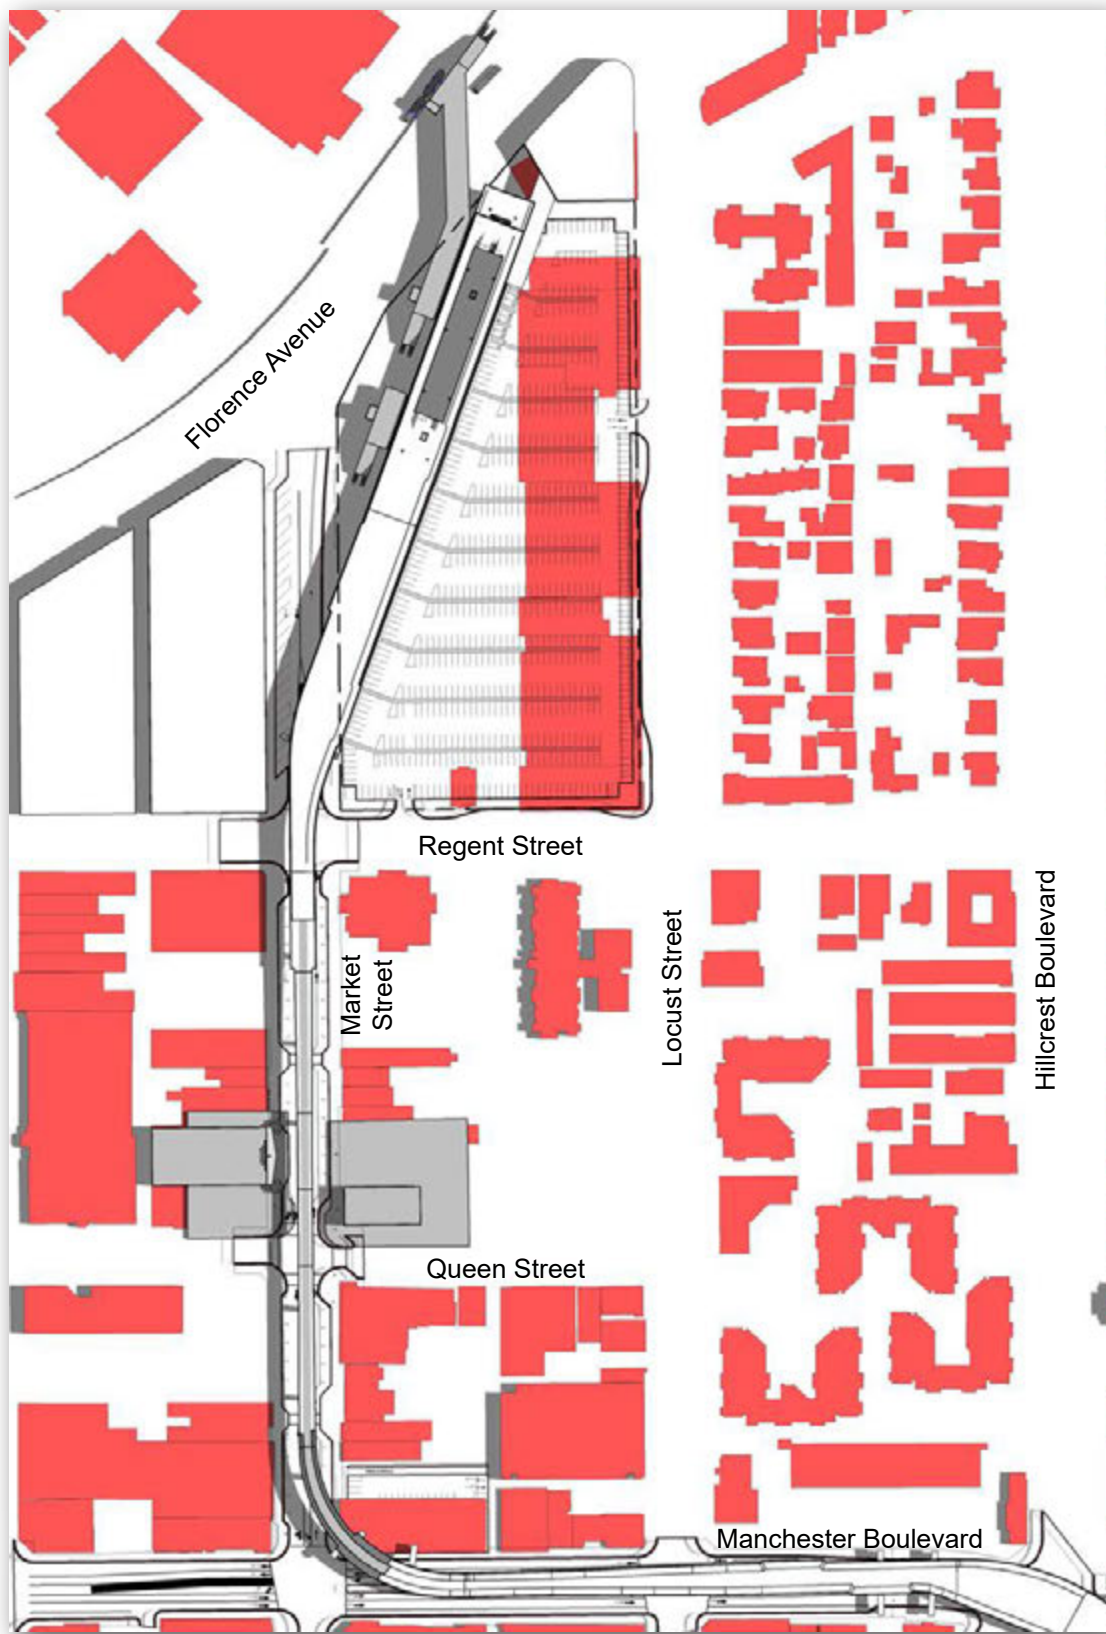 Florence Avenue
Regent Street
Market
Street
Locust Street
Hillcrest Boulevard
Queen Street
Manchester Boulevard